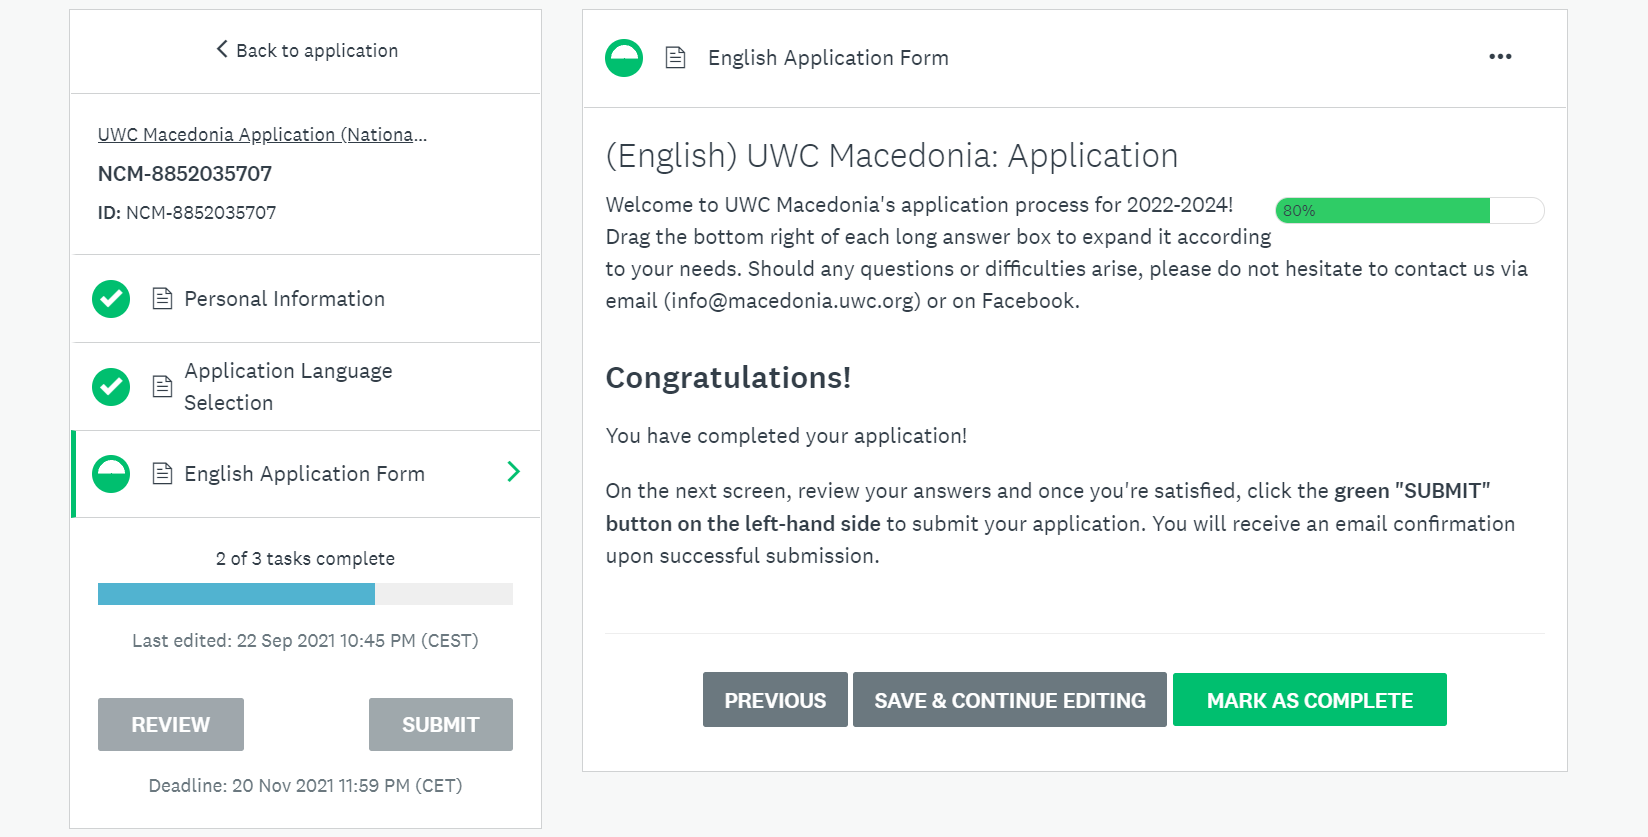 Back to application
UWC Macedonia Application (Nationa...
NCM-8852035707
ID: NCM-8852035707
Personal Information
Application Language
Selection
English Application Form
2 of 3 tasks complete
Last edited: 22 Sep 2021 10:45 PM (CEST)
REVIEW
SUBMIT
Deadline: 20 Nov 2021 11:59 PM (CET)
English Application Form
(English) UWC Macedonia: Application
Welcome to UWC Macedonia's application process for 2022-2024!
80%
Drag the bottom right of each long answer box to expand it according
to your needs. Should any questions or difficulties arise, please do not hesitate to contact us via
email (info@macedonia.uwc.org) or on Facebook.
Congratulations!
You have completed your application!
On the next screen, review your answers and once you're satisfied, click the green "SUBMIT"
button on the left-hand side to submit your application. You will receive an email confirmation
upon successful submission.
PREVIOUS
SAVE & CONTINUE EDITING
MARK AS COMPLETE